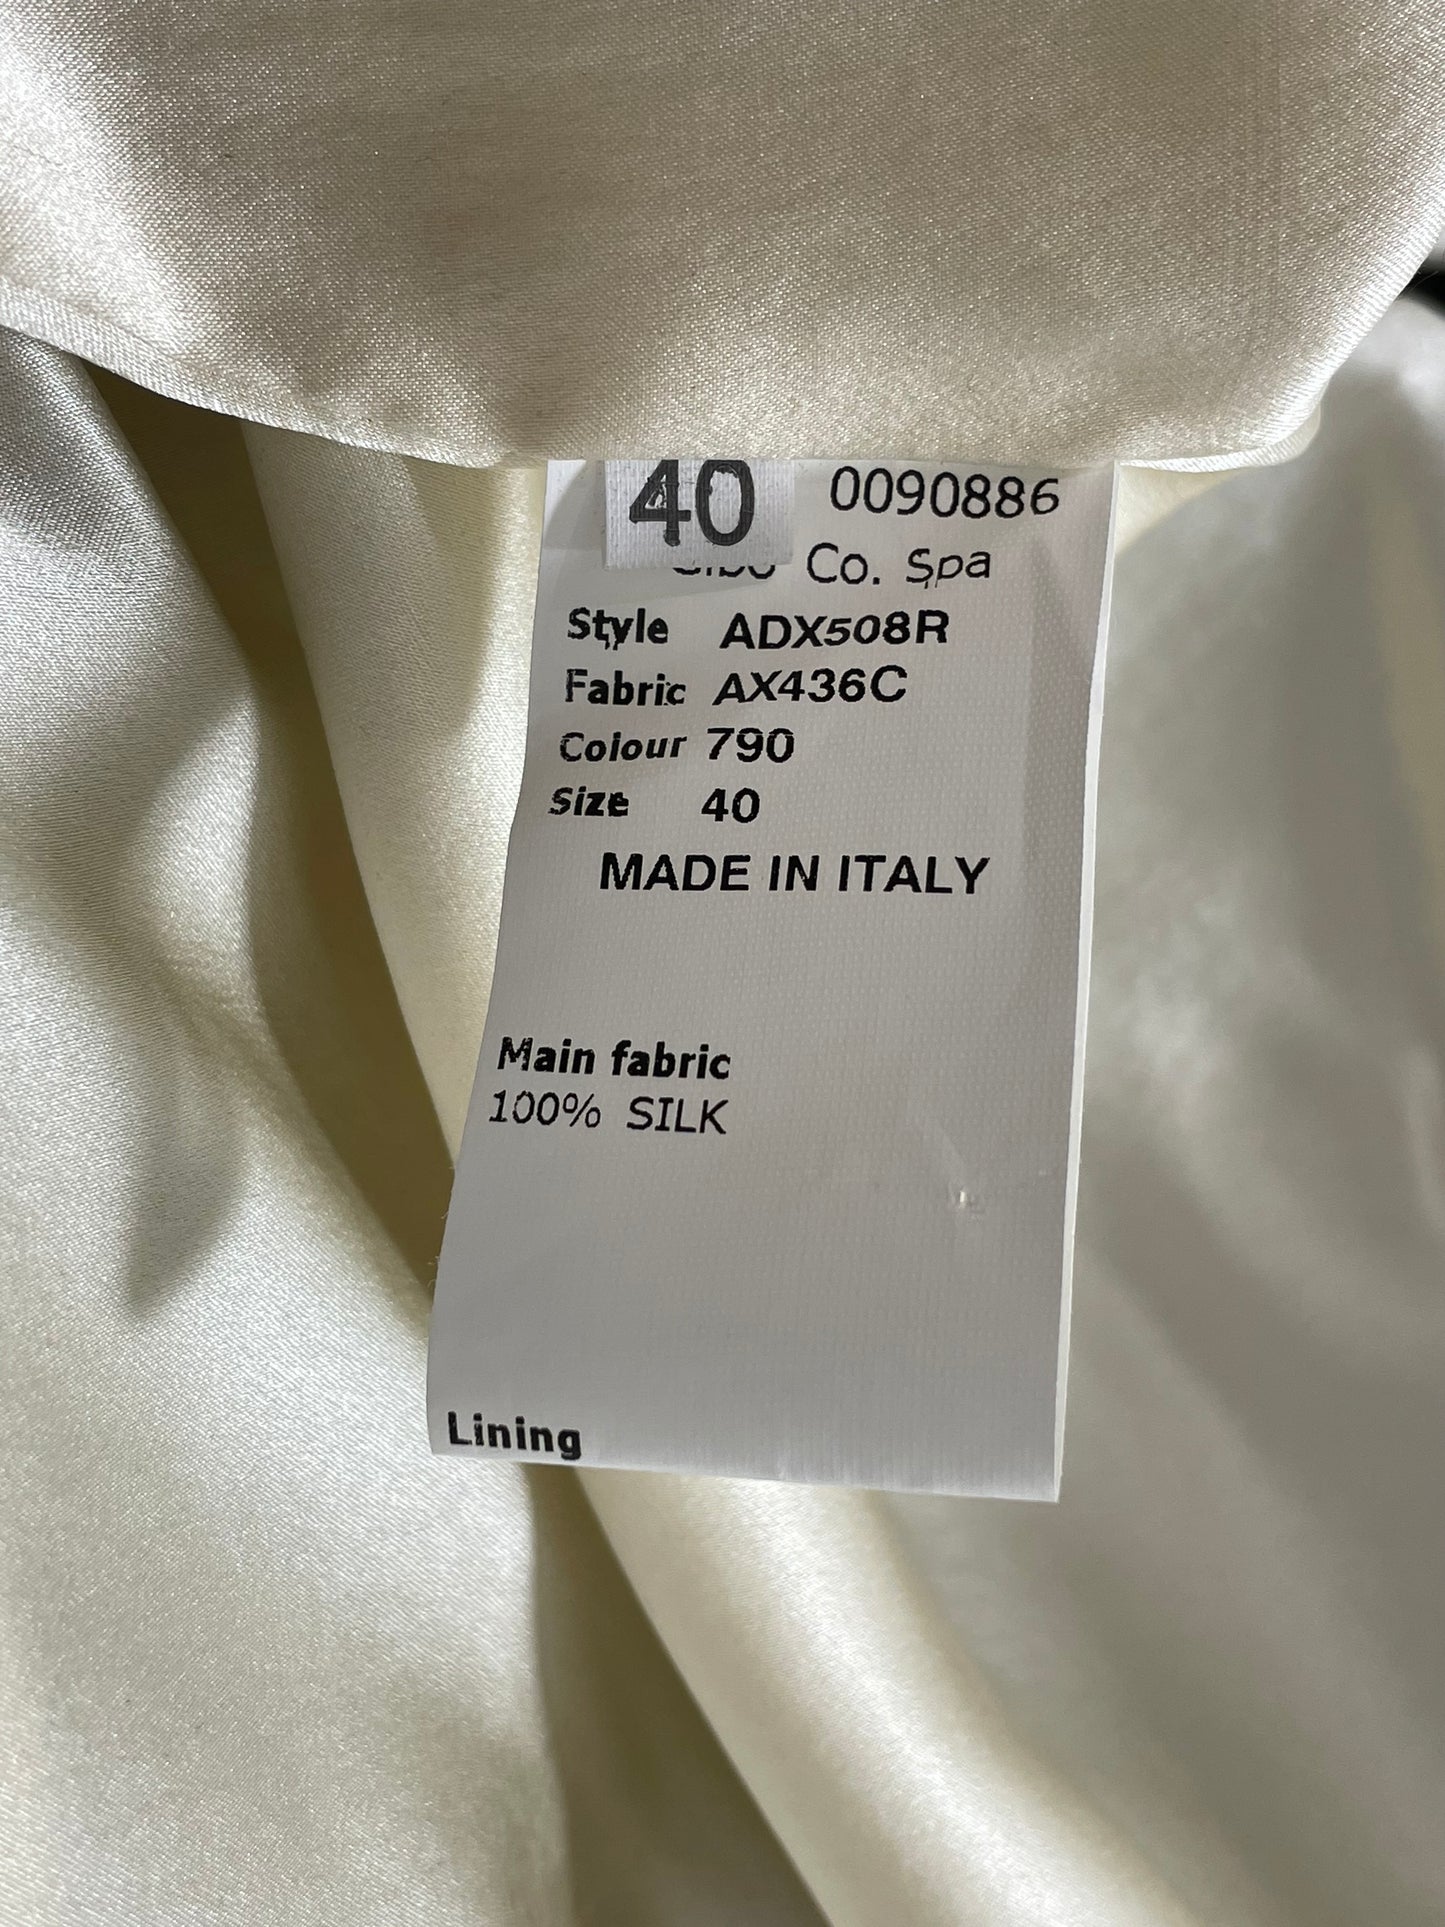 40 0090886
Co. Spa
Style ADX508R
Fabric AX436C
Colour 790
Size 40
MADE IN ITALY
Main fabric
100% SILK
Lining